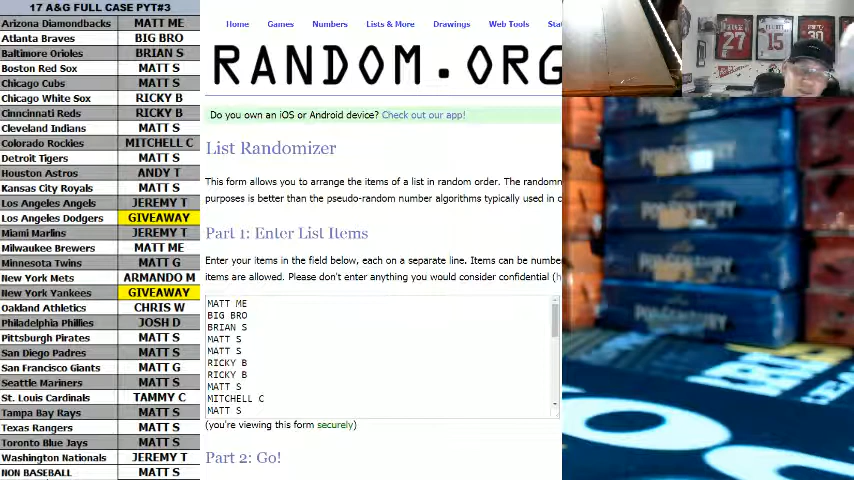 17 A&G FULL CASE PYT#3
Arizona Diamondbacks MATT ME
Atlanta Braves BIG BRO
Baltimore Orioles BRIAN S
Boston Red Sox MATT S
Chicago Cubs MATT S
Chicago White Sox RICKY B
Cinncinati Reds RICKY B
Cleveland Indians MATT S
Colorado Rockies MITCHELL C
Detroit Tigers MATT S
Houston Astros ANDY T
Kansas City Royals MATT S
Los Angeles Angels JEREMY T
Los Angeles Dodgers GIVEAWAY
Miami Marlins JEREMY T
Milwaukee Brewers MATT ME
Minnesota Twins MATT G
New York Mets ARMANDO M
New York Yankees GIVEAWAY
Oakland Athletics CHRIS W
Philadelphia Phillies JOSH D
Pittsburgh Pirates MATT S
San Diego Padres MATT S
San Francisco Giants MATT G
Seattle Mariners MATT S
St. Louis Cardinals TAMMY C
Tampa Bay Rays MATT S
Texas Rangers MATT S
Toronto Blue Jays MATT S
Washington Nationals JEREMY T
NON BASEBALL MATT S
Home Games Numbers Lists & More Drawings Web Tools Sta
RANDOM.ORG
Do you own an iOS or Android device? Check out our app!
List Randomizer
This form allows you to arrange the items of a list in random order. The randomn
purposes is better than the pseudo-random number algorithms typically used in c
Part 1: Enter List Items
Enter your items in the field below, each on a separate line. Items can be numbe
items are allowed. Please don't enter anything you would consider confidential (h
MATT ME
BIG BRO
BRIAN S
MATT S
MATT S
RICKY B
RICKY B
MATT S
MITCHELL C
MATT S
(you're viewing this form securely)
Part 2: Go!
27
15
30